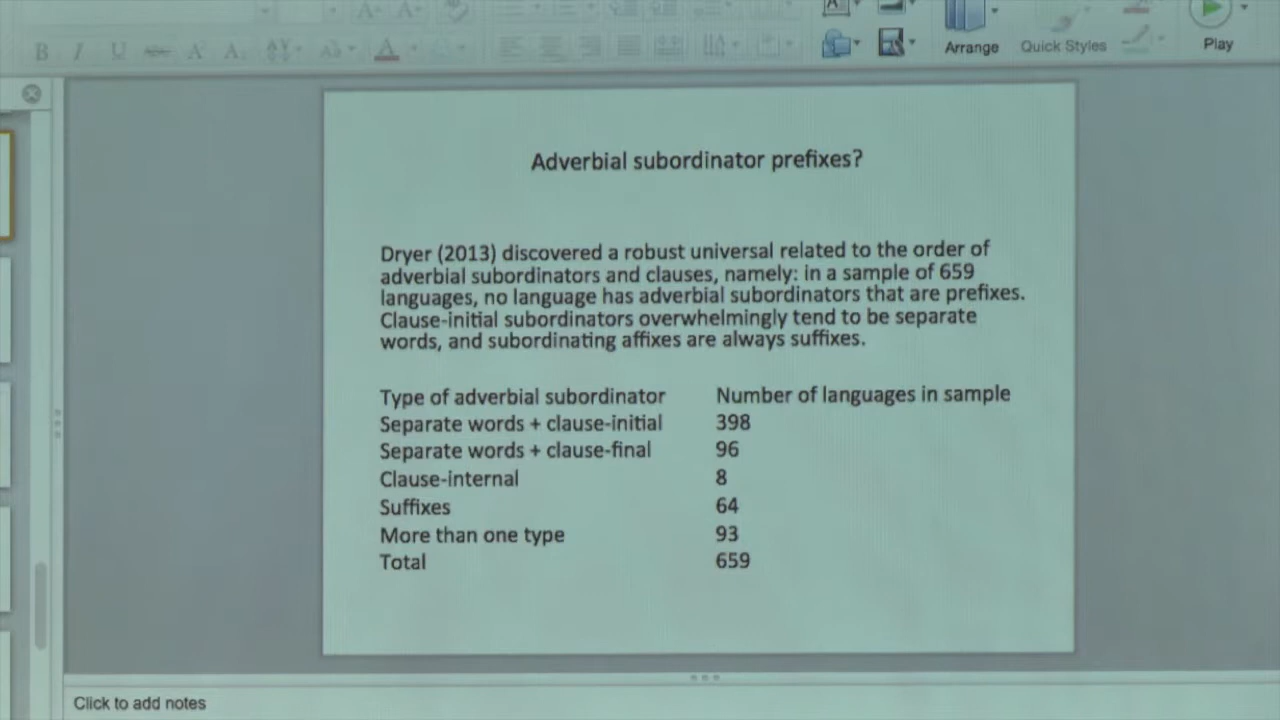 B I U ABC A A
Arrange Quick Styles Play
Adverbial subordinator prefixes?
Dryer (2013) discovered a robust universal related to the order of
adverbial subordinators and clauses, namely: in a sample of 659
languages, no language has adverbial subordinators that are prefixes.
Clause-initial subordinators overwhelmingly tend to be separate
words, and subordinating affixes are always suffixes.
Type of adverbial subordinator Number of languages in sample
Separate words + clause-initial 398
Separate words + clause-final 96
Clause-internal 8
Suffixes 64
More than one type 93
Total 659
Click to add notes